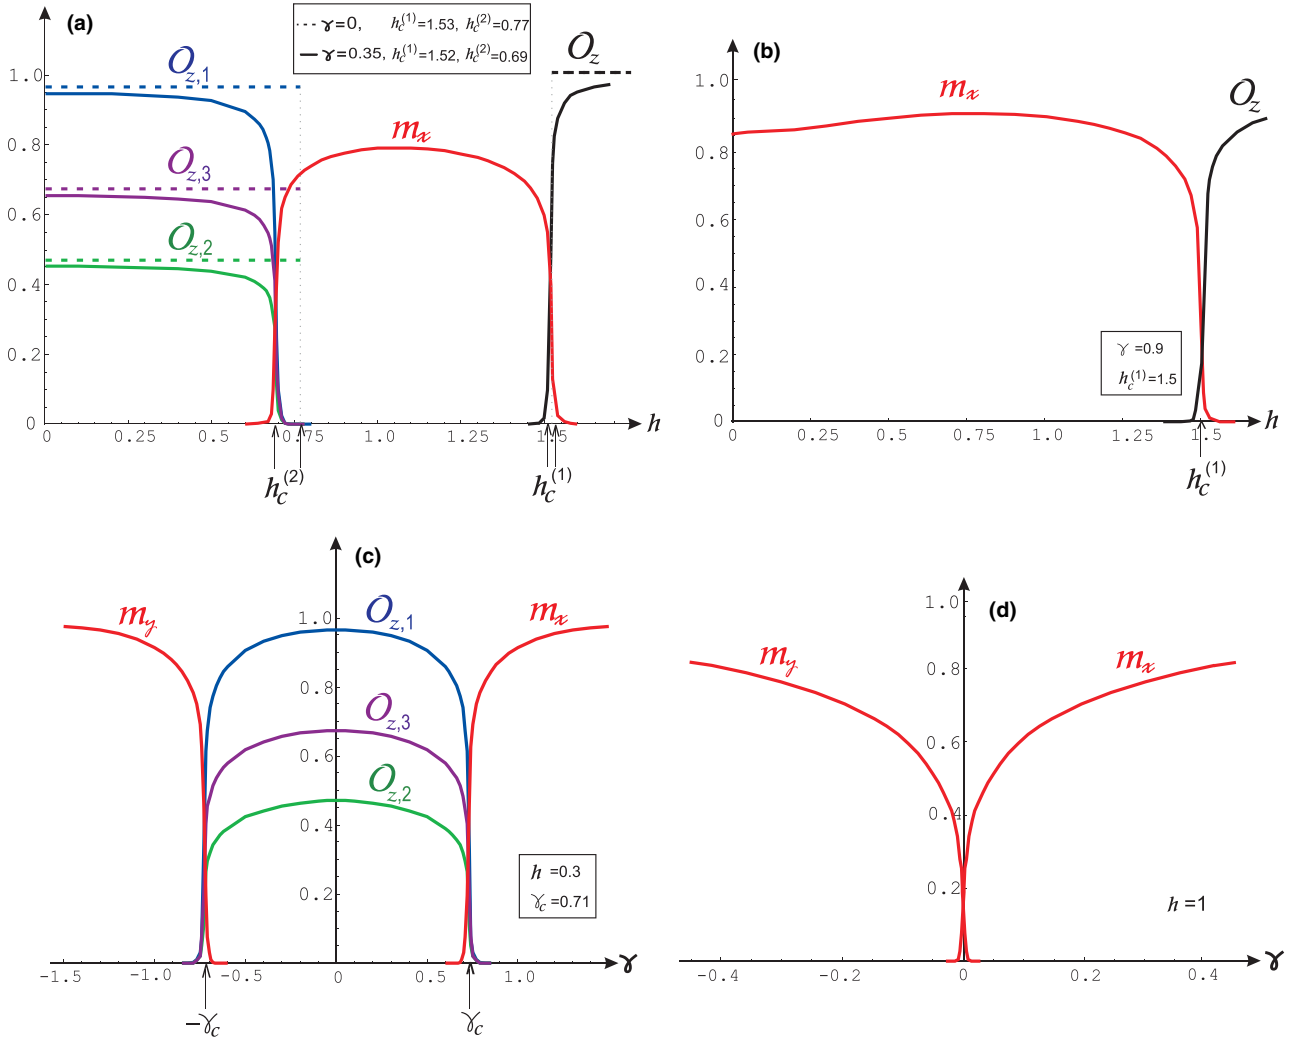 (a)
γ=0, h_c^(1)=1.53, h_c^(2)=0.77
γ=0.35, h_c^(1)=1.52, h_c^(2)=0.69
O_z,1
O_z,3
O_z,2
m_x
O_z
1.0
0.8
0.6
0.4
0.2
0
0 0.25 0.5 0.75 1.0 1.25 1.5 h
h_c^(2) h_c^(1)
(b)
m_x
O_z
1.0
0.8
0.6
0.4
0.2
0
γ =0.9
h_c^(1)=1.5
0 0.25 0.5 0.75 1.0 1.25 1.5 h
h_c^(1)
(c)
m_y
O_z,1
m_x
O_z,3
O_z,2
1.0
0.8
0.6
0.4
0.2
h =0.3
γ_c =0.71
-1.5 -1.0 -0.5 0 0.5 1.0 γ
-γ_c γ_c
(d)
m_y
m_x
1.0
0.8
0.6
0.4
0.2
h =1
-0.4 -0.2 0 0.2 0.4 γ